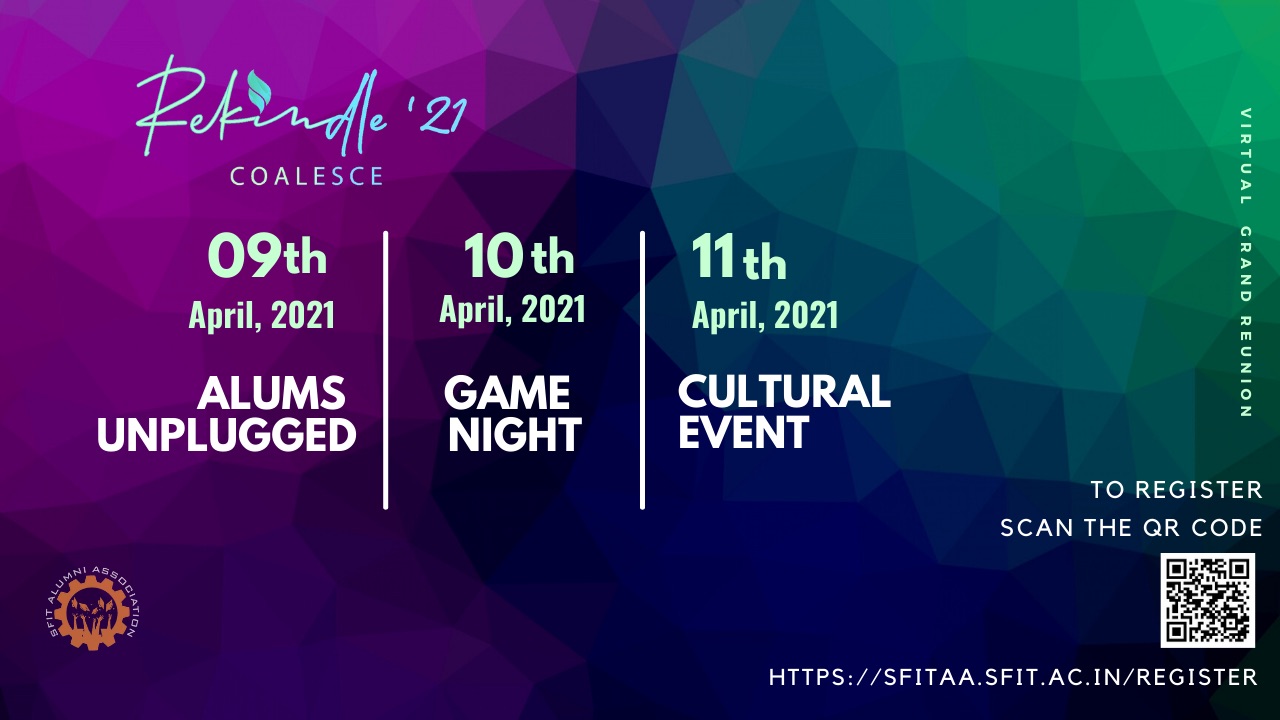 Rekindle '21
COALESCE
09th
April, 2021
ALUMS
UNPLUGGED
10th
April, 2021
GAME
NIGHT
11th
April, 2021
CULTURAL
EVENT
VIRTUAL GRAND REUNION
TO REGISTER
SCAN THE QR CODE
HTTPS://SFITAA.SFIT.AC.IN/REGISTER
SFIT ALUMNI ASSOCIATION